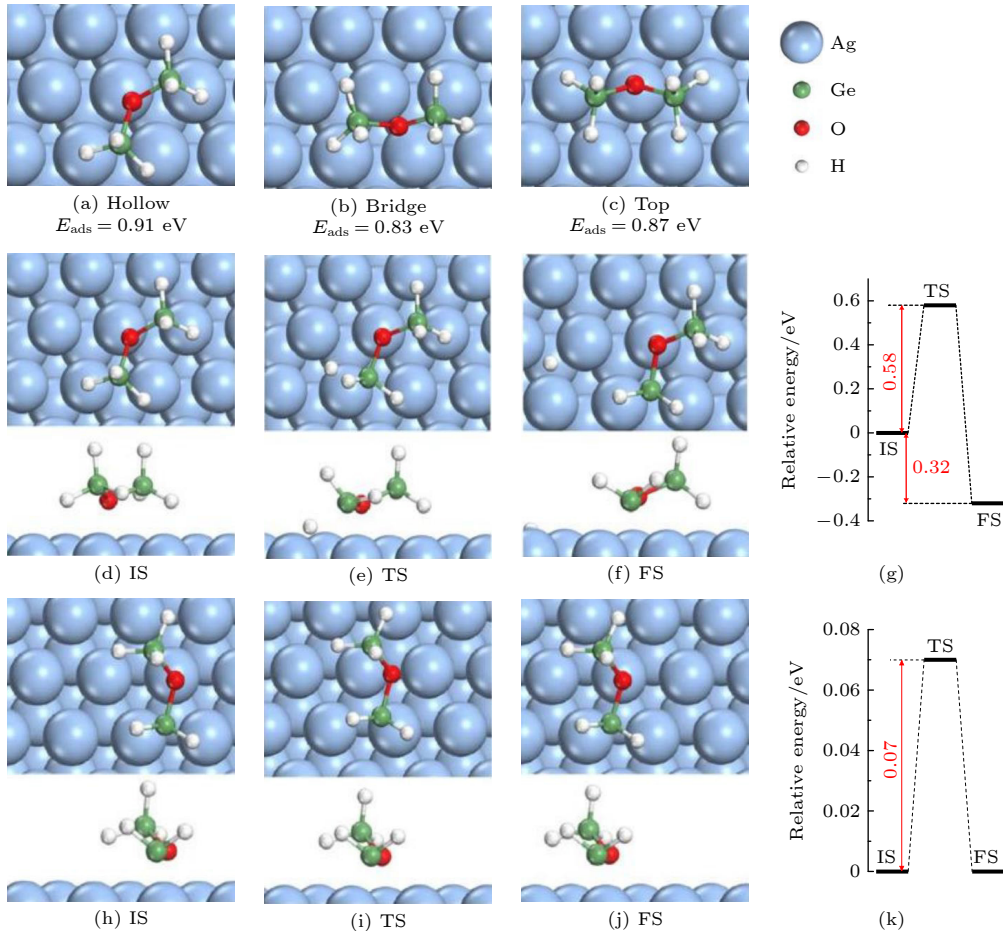 Ag
Ge
O
H
(a) Hollow
E_ads = 0.91 eV
(b) Bridge
E_ads = 0.83 eV
(c) Top
E_ads = 0.87 eV
(d) IS
(e) TS
(f) FS
Relative energy/eV
0.6
0.4
0.2
0
−0.2
−0.4
TS
0.58
IS
0.32
FS
(g)
(h) IS
(i) TS
(j) FS
Relative energy/eV
0.08
0.06
0.04
0.02
0
TS
0.07
IS
FS
(k)